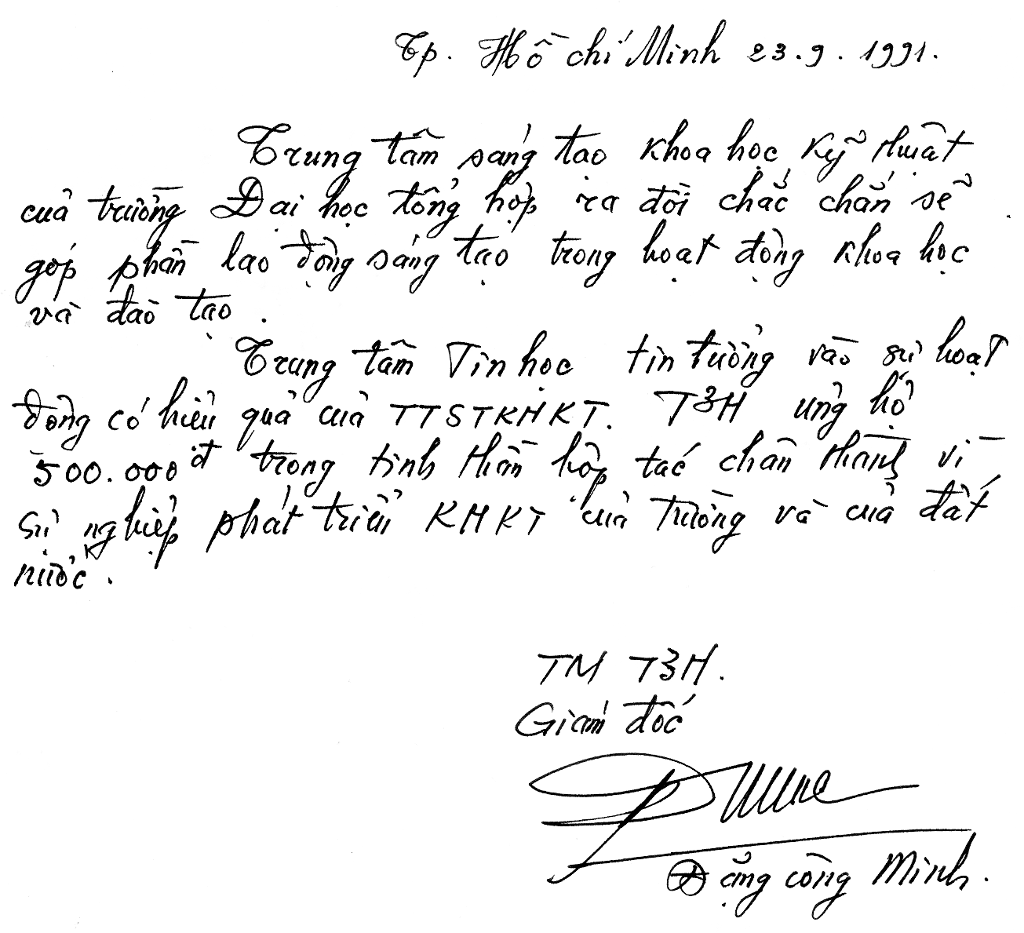 Tp. Hồ chí Minh 23.9.1991.
Trung tâm sáng tạo khoa học kỹ thuật
của trường Đại học tổng hợp ra đời chắc chắn sẽ
góp phần lao động sáng tạo trong hoạt động khoa học
và đào tạo.
Trung tâm Tin học tin tưởng vào sự hoạt
động có hiệu quả của TTSTKHKT. T3H ủng hộ
500.000đ trong tinh thần hợp tác chân thành vì
sự nghiệp phát triển KHKT của trường và của đất
nước.
TM T3H.
Giám đốc
Đặng công Minh.